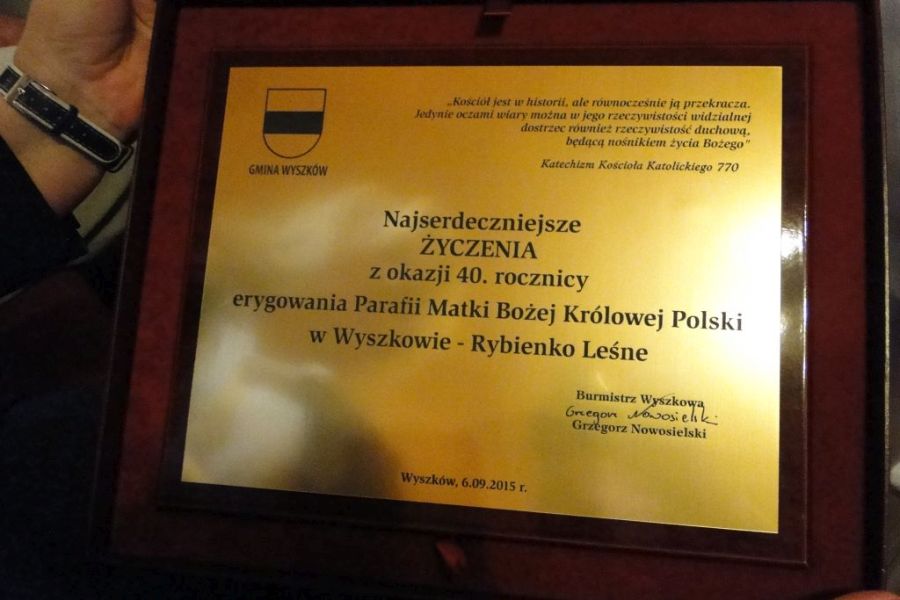 „Kościół jest w historii, ale równocześnie ją przekracza.
Jedynie oczami wiary można w jego rzeczywistości widzialnej
dostrzec również rzeczywistość duchową,
będącą nośnikiem życia Bożego"
Katechizm Kościoła Katolickiego 770
GMINA WYSZKÓW
Najserdeczniejsze
ŻYCZENIA
z okazji 40. rocznicy
erygowania Parafii Matki Bożej Królowej Polski
w Wyszkowie - Rybienko Leśne
Burmistrz Wyszkowa
Grzegorz Nowosielski
Grzegorz Nowosielski
Wyszków, 6.09.2015 r.